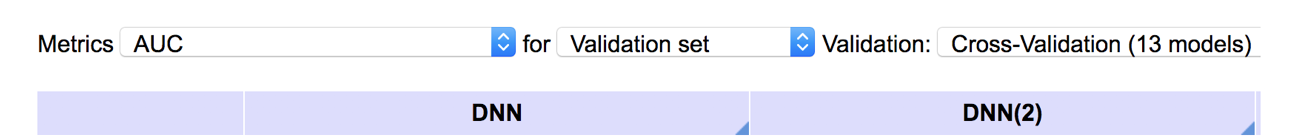 Metrics AUC for Validation set Validation: Cross-Validation (13 models)
DNN DNN(2)